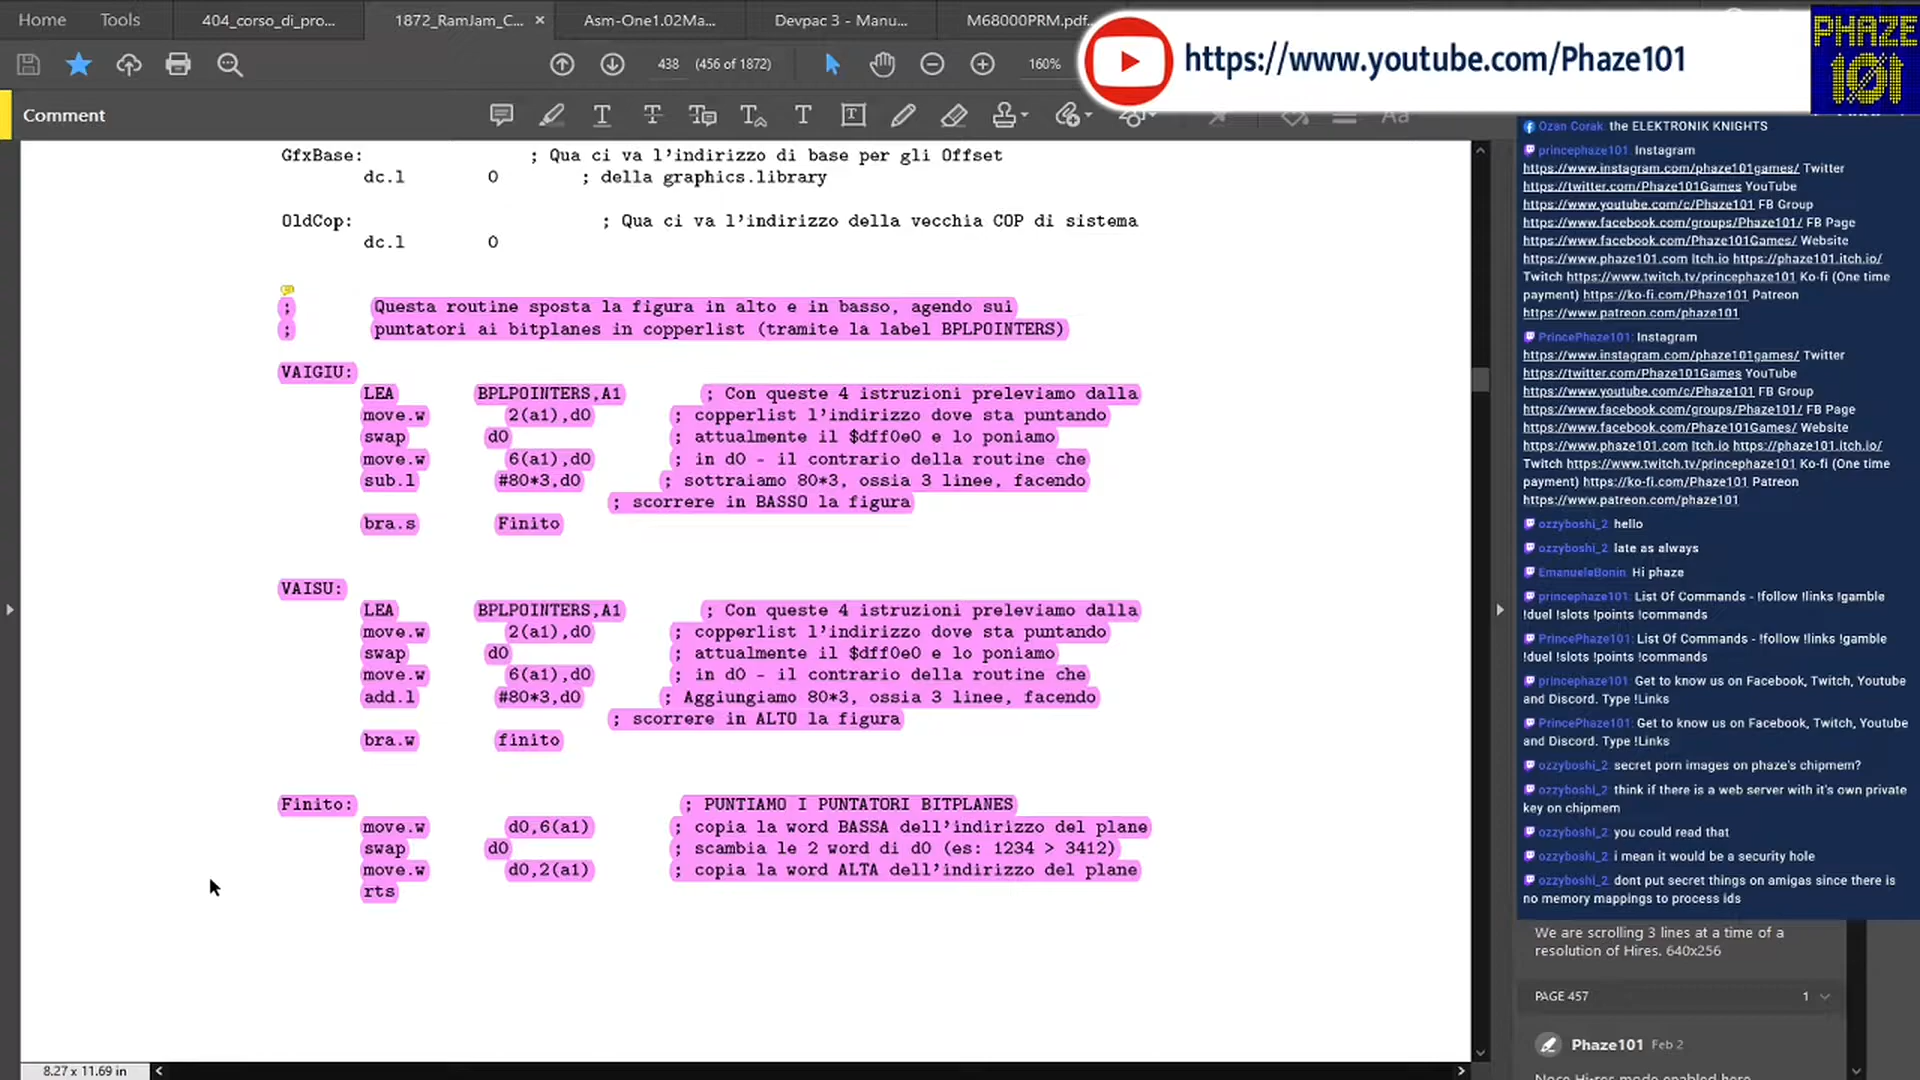 Home
Tools
404_corso_di_pro...
1872_RamJam_C...
×
Asm-One1.02Ma...
Devpac 3 - Manu...
M68000PRM.pdf...
438
(456 of 1872)
160%
https://www.youtube.com/Phaze101
PHAZE
101
Comment
GfxBase: ; Qua ci va l'indirizzo di base per gli Offset
dc.l 0 ; della graphics.library
OldCop: ; Qua ci va l'indirizzo della vecchia COP di sistema
dc.l 0
; Questa routine sposta la figura in alto e in basso, agendo sui
; puntatori ai bitplanes in copperlist (tramite la label BPLPOINTERS)
VAIGIU:
LEA BPLPOINTERS,A1 ; Con queste 4 istruzioni preleviamo dalla
move.w 2(a1),d0 ; copperlist l'indirizzo dove sta puntando
swap d0 ; attualmente il $dff0e0 e lo poniamo
move.w 6(a1),d0 ; in d0 - il contrario della routine che
sub.l #80*3,d0 ; sottraiamo 80*3, ossia 3 linee, facendo
; scorrere in BASSO la figura
bra.s Finito
VAISU:
LEA BPLPOINTERS,A1 ; Con queste 4 istruzioni preleviamo dalla
move.w 2(a1),d0 ; copperlist l'indirizzo dove sta puntando
swap d0 ; attualmente il $dff0e0 e lo poniamo
move.w 6(a1),d0 ; in d0 - il contrario della routine che
add.l #80*3,d0 ; Aggiungiamo 80*3, ossia 3 linee, facendo
; scorrere in ALTO la figura
bra.w finito
Finito: ; PUNTIAMO I PUNTATORI BITPLANES
move.w d0,6(a1) ; copia la word BASSA dell'indirizzo del plane
swap d0 ; scambia le 2 word di d0 (es: 1234 > 3412)
move.w d0,2(a1) ; copia la word ALTA dell'indirizzo del plane
rts
8.27 x 11.69 in
Ozan Corak: the ELEKTRONIK KNIGHTS
princephaze101: Instagram
https://www.instagram.com/phaze101games/ Twitter
https://twitter.com/Phaze101Games YouTube
https://www.youtube.com/c/Phaze101 FB Group
https://www.facebook.com/groups/Phaze101/ FB Page
https://www.facebook.com/Phaze101Games/ Website
https://www.phaze101.com Itch.io https://phaze101.itch.io/
Twitch https://www.twitch.tv/princephaze101 Ko-fi (One time
payment) https://ko-fi.com/Phaze101 Patreon
https://www.patreon.com/phaze101
PrincePhaze101: Instagram
https://www.instagram.com/phaze101games/ Twitter
https://twitter.com/Phaze101Games YouTube
https://www.youtube.com/c/Phaze101 FB Group
https://www.facebook.com/groups/Phaze101/ FB Page
https://www.facebook.com/Phaze101Games/ Website
https://www.phaze101.com Itch.io https://phaze101.itch.io/
Twitch https://www.twitch.tv/princephaze101 Ko-fi (One time
payment) https://ko-fi.com/Phaze101 Patreon
https://www.patreon.com/phaze101
ozzyboshi_2: hello
ozzyboshi_2: late as always
EmanueleBonin: Hi phaze
princephaze101: List Of Commands - !follow !links !gamble
!duel !slots !points !commands
PrincePhaze101: List Of Commands - !follow !links !gamble
!duel !slots !points !commands
princephaze101: Get to know us on Facebook, Twitch, Youtube
and Discord. Type !Links
PrincePhaze101: Get to know us on Facebook, Twitch, Youtube
and Discord. Type !Links
ozzyboshi_2: secret porn images on phaze's chipmem?
ozzyboshi_2: think if there is a web server with it's own private
key on chipmem
ozzyboshi_2: you could read that
ozzyboshi_2: i mean it would be a security hole
ozzyboshi_2: dont put secret things on amigas since there is
no memory mappings to process ids
We are scrolling 3 lines at a time of a
resolution of Hires. 640x256
PAGE 457
1
Phaze101 Feb 2